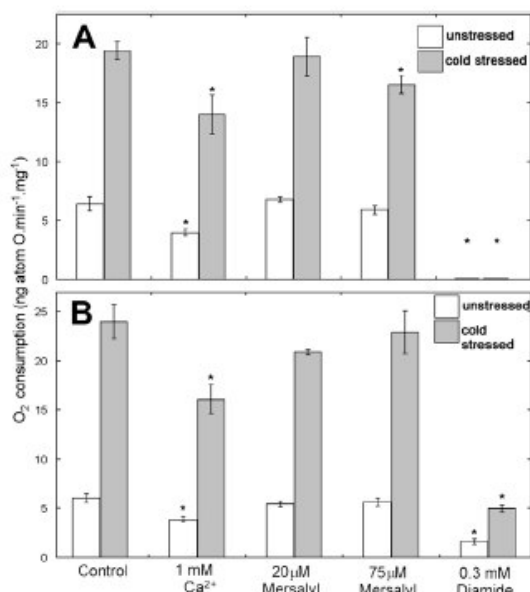 A
unstressed
cold stressed
20
15
10
5
0
* * * * *
B
unstressed
cold
stressed
25
20
15
10
5
0
* * * *
O₂ consumption (ng atom O.min⁻¹.mg⁻¹)
Control 1 mM 20µM 75µM 0.3 mM
Ca²⁺ Mersalyl Mersalyl Diamide